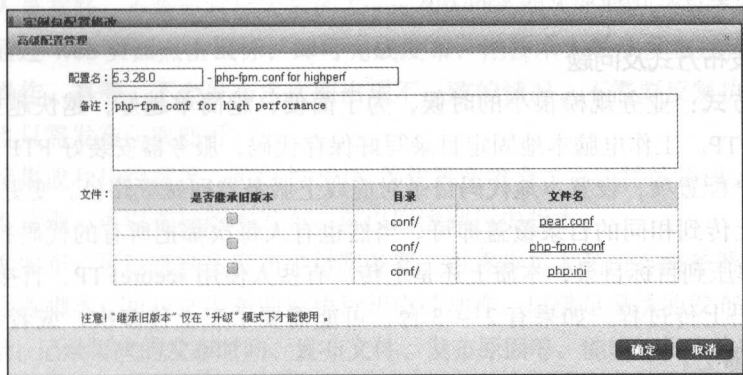 实例包配置修改
高级配置管理
配置名： 5.3.28.0 - php-fpm.conf for highperf
备注： php-fpm.conf for high performance
文件：
是否继承旧版本 目录 文件名
conf/ pear.conf
conf/ php-fpm.conf
conf/ php.ini
注意！“继承旧版本”仅在“升级”模式下才能使用。
确定 取消